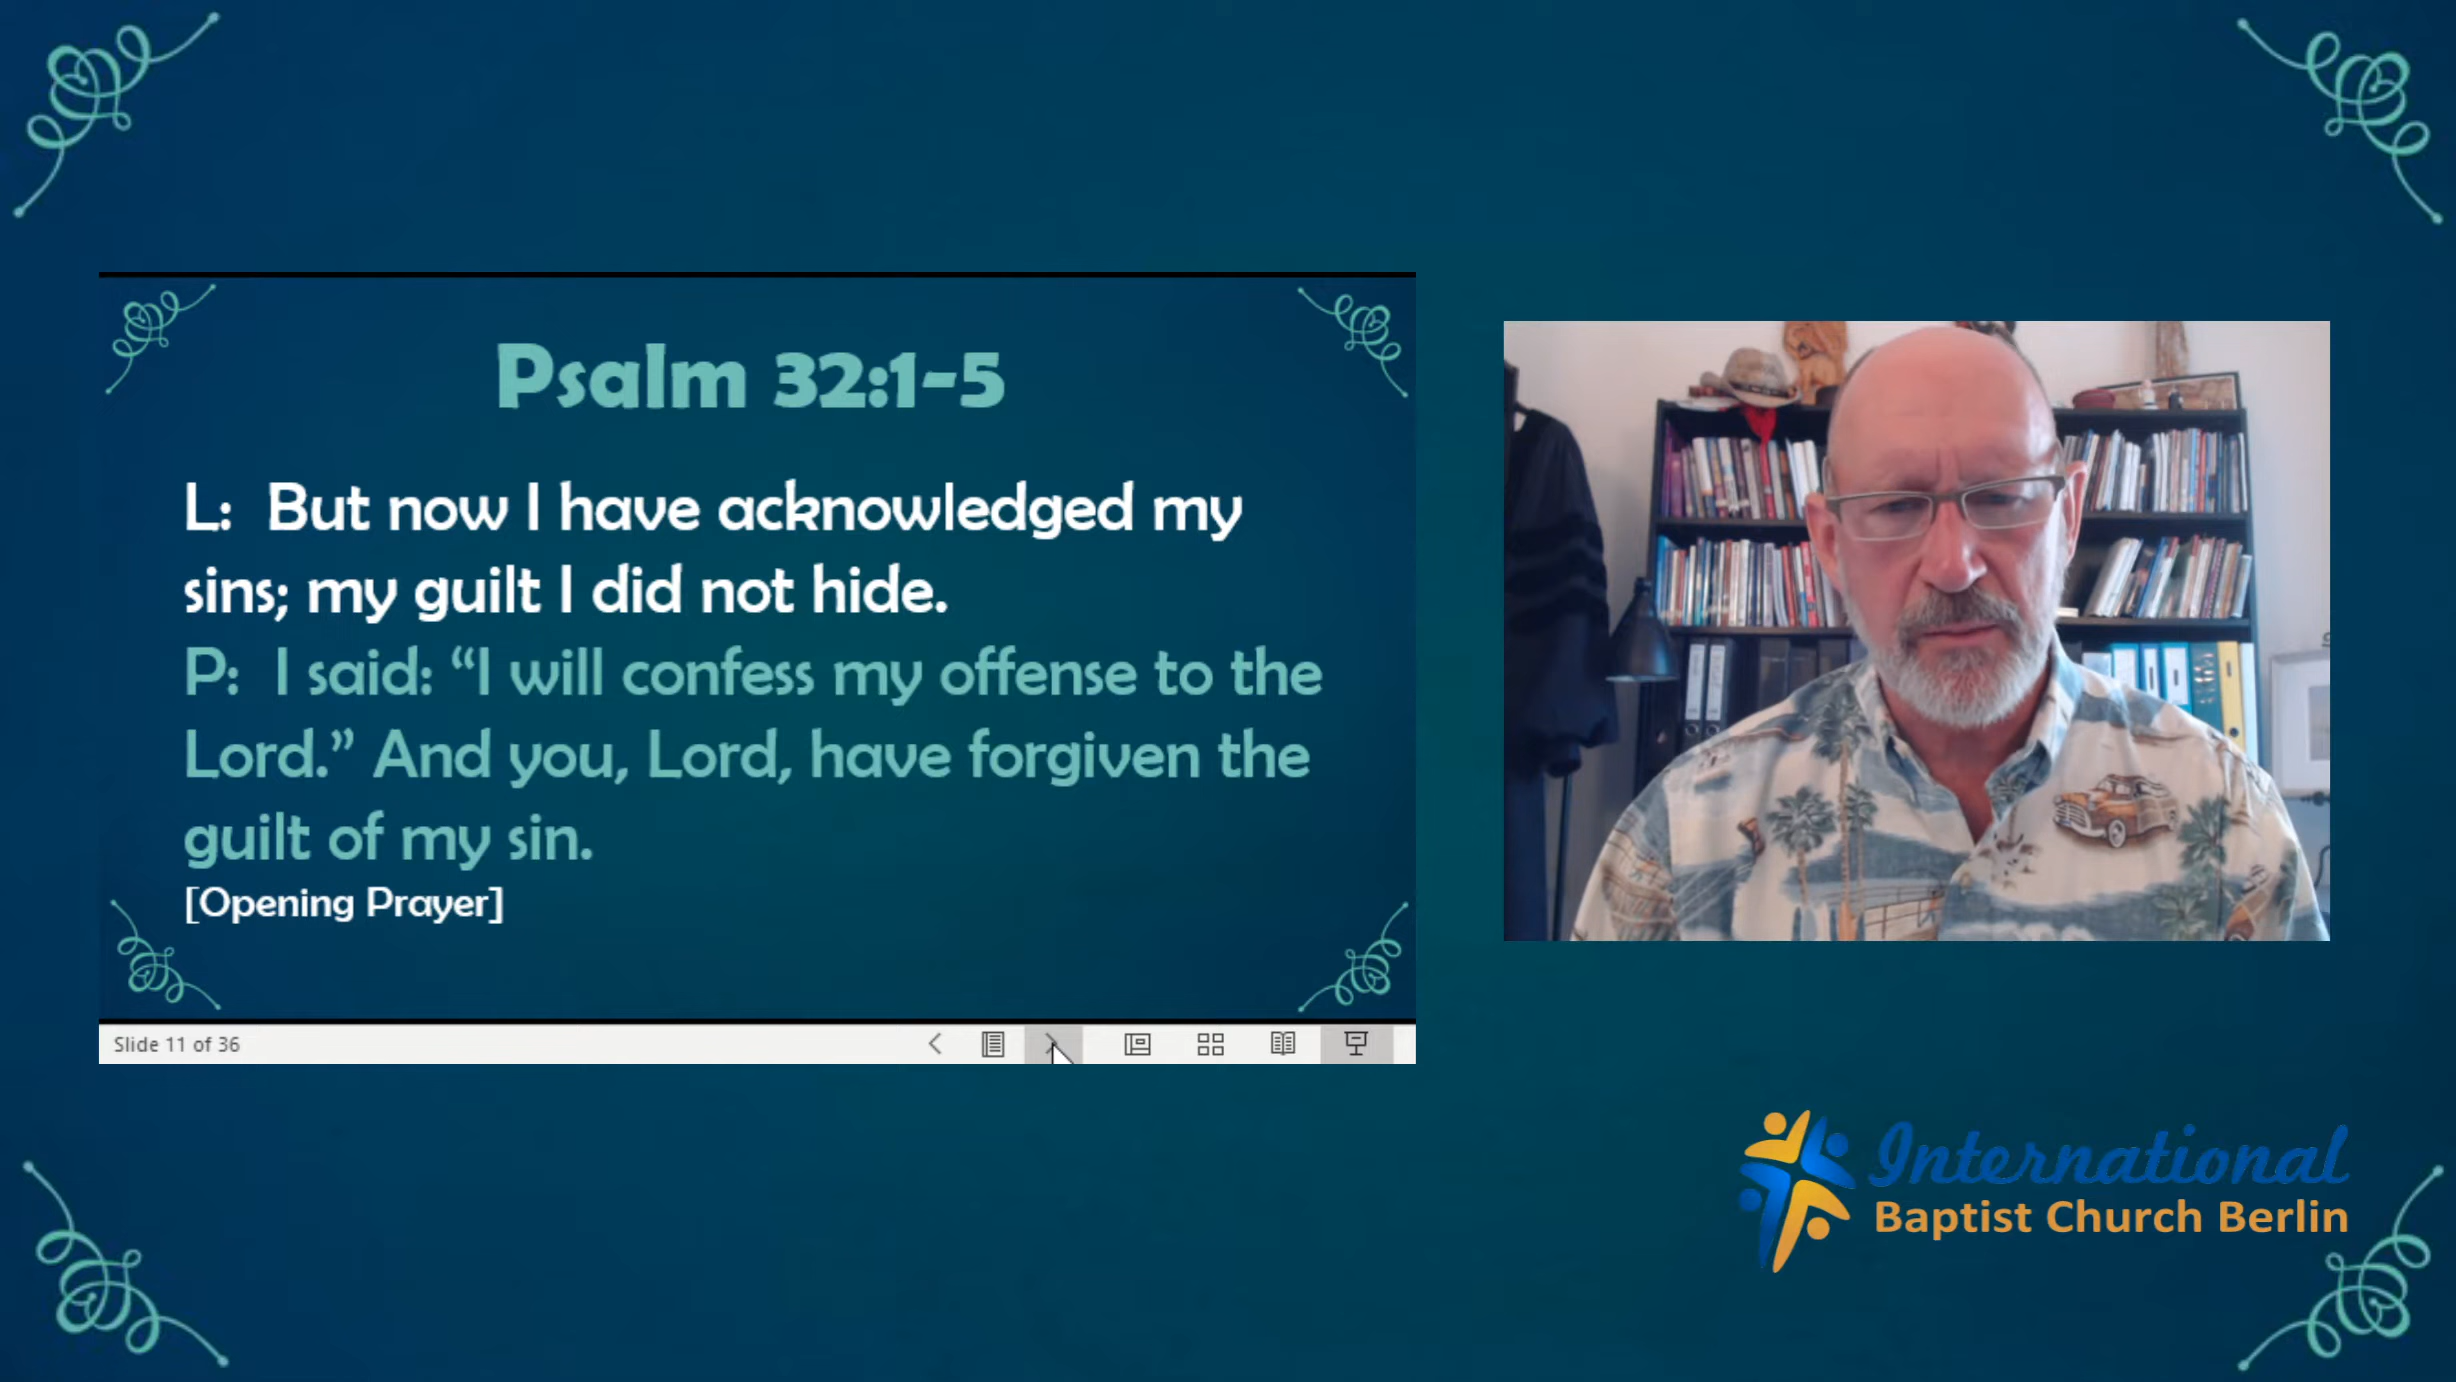 Psalm 32:1-5
L: But now I have acknowledged my
sins; my guilt I did not hide.
P: I said: “I will confess my offense to the
Lord.” And you, Lord, have forgiven the
guilt of my sin.
[Opening Prayer]
Slide 11 of 36
International
Baptist Church Berlin